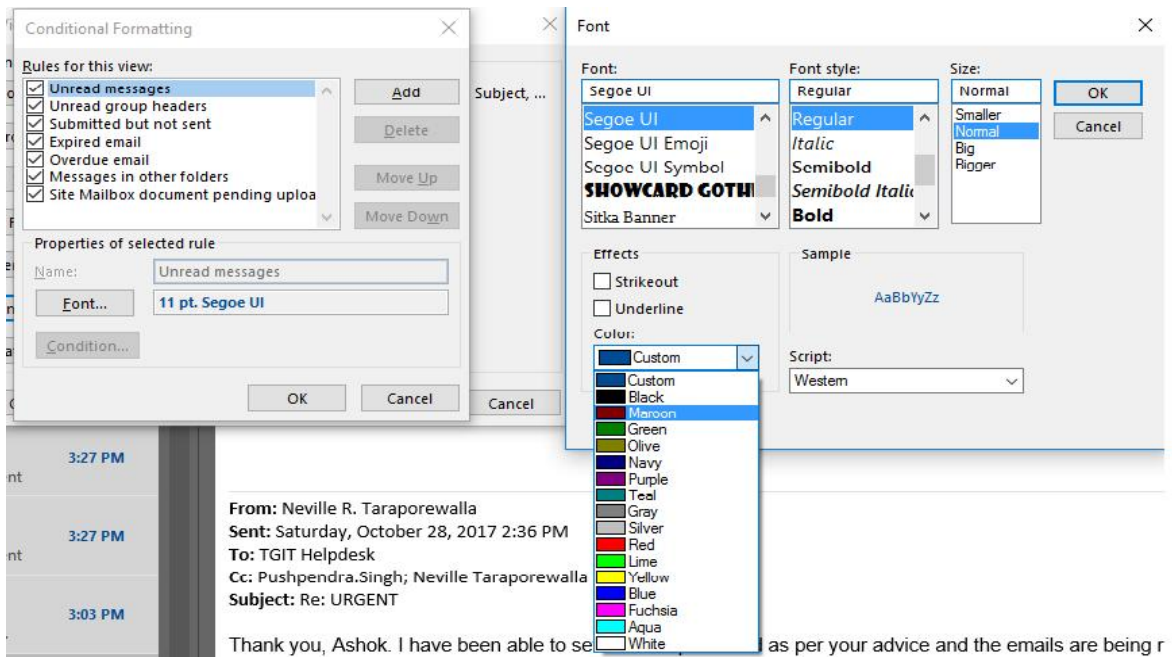 Conditional Formatting
Rules for this view:
Unread messages
Unread group headers
Submitted but not sent
Expired email
Overdue email
Messages in other folders
Site Mailbox document pending uploa
Add
Delete
Move Up
Move Down
Properties of selected rule
Name:
Unread messages
Font...
11 pt. Segoe UI
Condition...
OK
Cancel
Subject, ...
Cancel
Font
Font:
Segoe UI
Segoe UI
Segoe UI Emoji
Segoe UI Symbol
SHOWCARD GOTHI
Sitka Banner
Font style:
Regular
Regular
Italic
Semibold
Semibold Italic
Bold
Size:
Normal
Smaller
Normal
Big
Bigger
OK
Cancel
Effects
Strikeout
Underline
Color:
Custom
Custom
Black
Maroon
Green
Olive
Navy
Purple
Teal
Gray
Silver
Red
Lime
Yellow
Blue
Fuchsia
Aqua
White
Sample
AaBbYyZz
Script:
Western
3:27 PM
nt
3:27 PM
nt
3:03 PM
From: Neville R. Taraporewalla
Sent: Saturday, October 28, 2017 2:36 PM
To: TGIT Helpdesk
Cc: Pushpendra.Singh; Neville Taraporewalla
Subject: Re: URGENT
Thank you, Ashok. I have been able to se as per your advice and the emails are being r